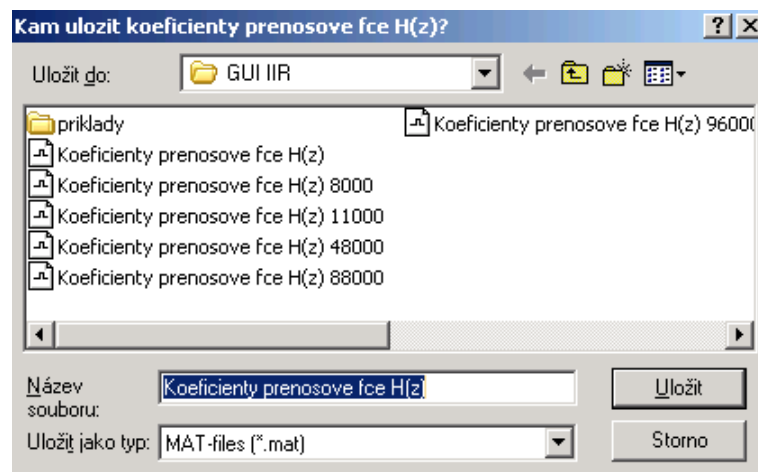 Kam ulozit koeficienty prenosove fce H(z)?
Uložit do: GUI IIR
priklady
Koeficienty prenosove fce H(z)
Koeficienty prenosove fce H(z) 8000
Koeficienty prenosove fce H(z) 11000
Koeficienty prenosove fce H(z) 48000
Koeficienty prenosove fce H(z) 88000
Koeficienty prenosove fce H(z) 96000
Název souboru: Koeficienty prenosove fce H(z)
Uložit
Uložit jako typ: MAT-files (*.mat)
Storno